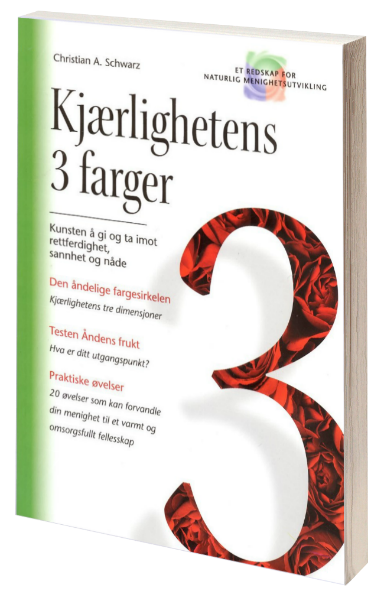 Christian A. Schwarz
ET REDSKAP FOR
NATURLIG MENIGHETSUTVIKLING
Kjærlighetens
3 farger
Kunsten å gi og ta imot
rettferdighet,
sannhet og nåde
Den åndelige fargesirkelen
Kjærlighetens tre dimensjoner
Testen Åndens frukt
Hva er ditt utgangspunkt?
Praktiske øvelser
20 øvelser som kan forvandle
din menighet til et varmt og
omsorgsfullt fellesskap
3